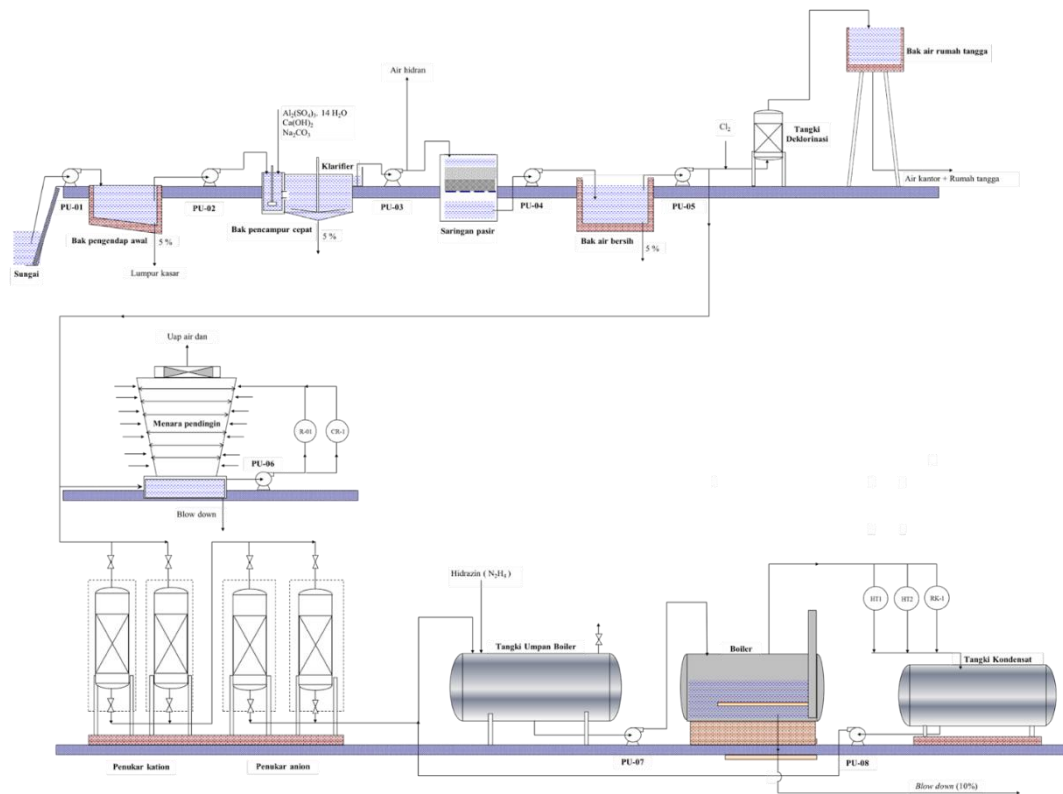 Bak air rumah tangga
Air hidran
Al₂(SO₄)₃. 14 H₂O
Ca(OH)₂
Na₂CO₃
Cl₂
Tangki
Deklorinasi
Klarifier
Air kantor + Rumah tangga
PU-01
PU-02
PU-03
PU-04
PU-05
Saringan pasir
Bak pengendap awal
5 %
Bak pencampur cepat
5 %
Bak air bersih
5 %
Sungai
Lumpur kasar
Uap air dan
Menara pendingin
R-01
CB-1
PU-06
Blow down
Hidrazin ( N₂H₄ )
HT1
HT2
RK-1
Tangki Umpan Boiler
Boiler
Tangki Kondensat
Penukar kation
Penukar anion
PU-07
PU-08
Blow down (10%)